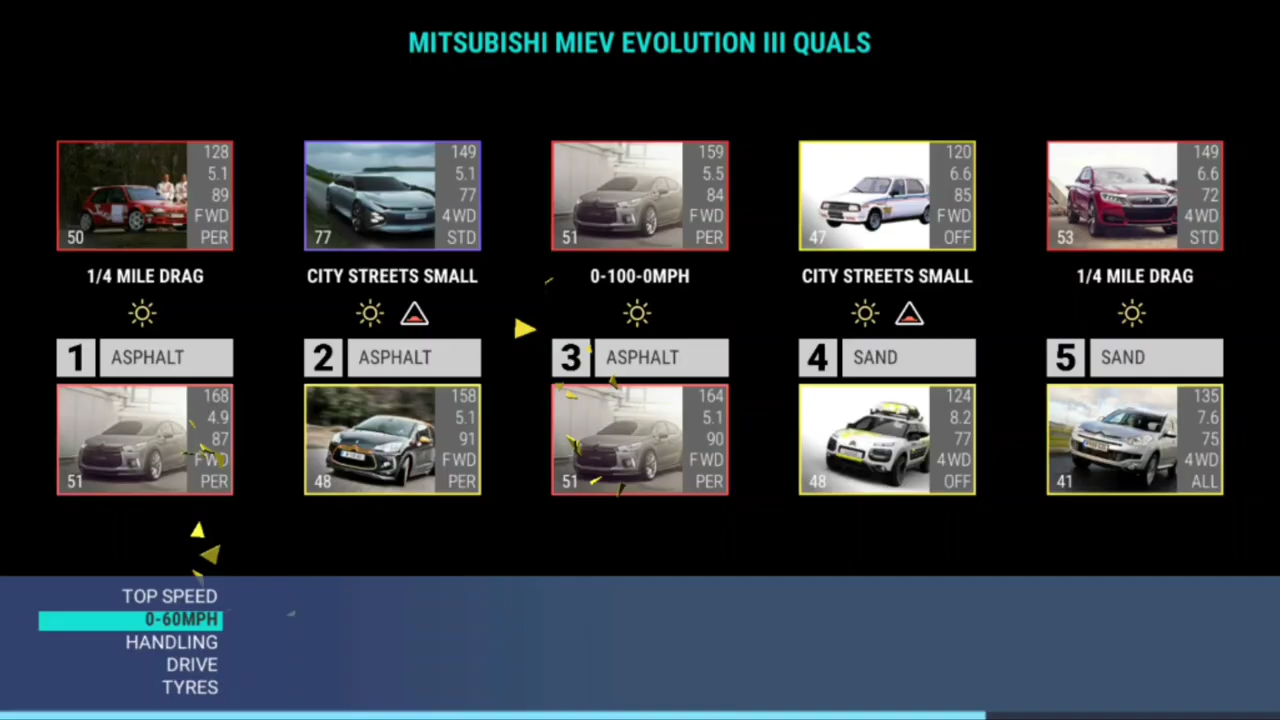 MITSUBISHI MIEV EVOLUTION III QUALS
128
5.1
89
FWD
PER
50
149
5.1
77
4WD
STD
77
159
5.5
84
FWD
PER
51
120
6.6
85
FWD
OFF
47
149
6.6
72
4WD
STD
53
1/4 MILE DRAG
CITY STREETS SMALL
0-100-0MPH
CITY STREETS SMALL
1/4 MILE DRAG
1 ASPHALT
2 ASPHALT
3 ASPHALT
4 SAND
5 SAND
168
4.9
87
FWD
PER
51
158
5.1
91
FWD
PER
48
164
5.1
90
FWD
PER
51
124
8.2
77
4WD
OFF
48
135
7.6
75
4WD
ALL
41
TOP SPEED
0-60MPH
HANDLING
DRIVE
TYRES